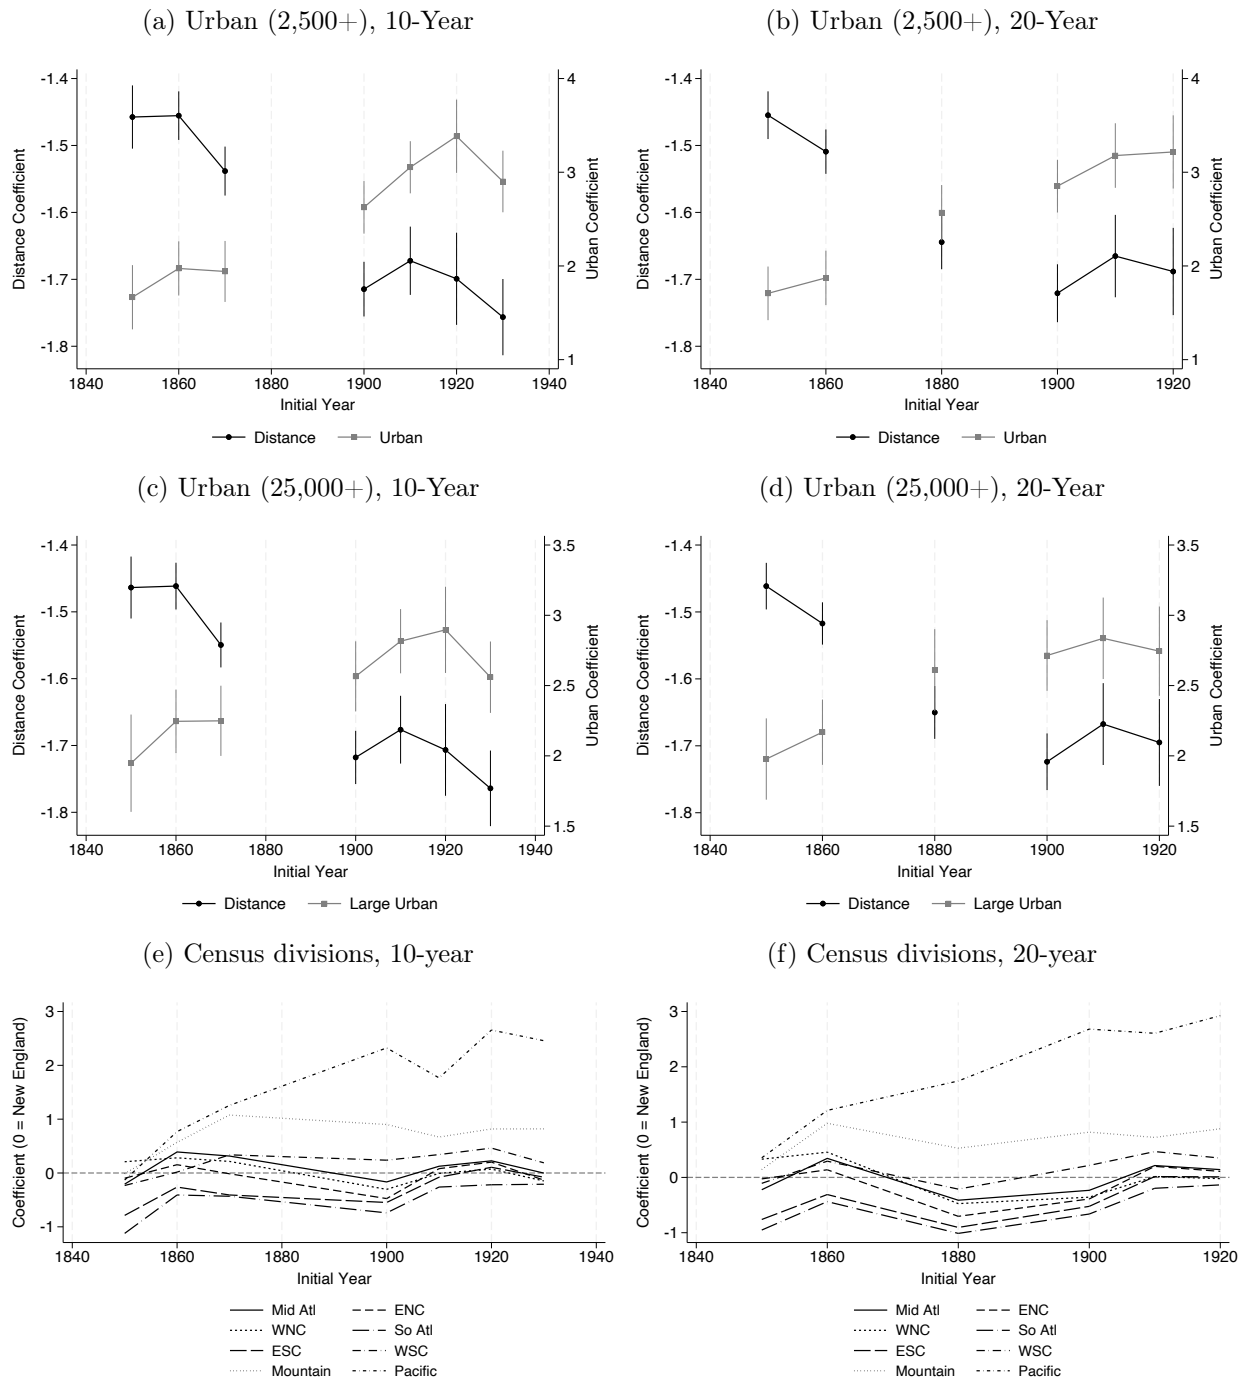 (a) Urban (2,500+), 10-Year
(b) Urban (2,500+), 20-Year
-1.4
-1.5
-1.6
-1.7
-1.8
Distance Coefficient
4
3
2
1
Urban Coefficient
1840 1860 1880 1900 1920 1940
Initial Year
Distance Urban
-1.4
-1.5
-1.6
-1.7
-1.8
Distance Coefficient
4
3
2
1
Urban Coefficient
1840 1860 1880 1900 1920
Initial Year
Distance Urban
(c) Urban (25,000+), 10-Year
(d) Urban (25,000+), 20-Year
-1.4
-1.5
-1.6
-1.7
-1.8
Distance Coefficient
3.5
3
2.5
2
1.5
Urban Coefficient
1840 1860 1880 1900 1920 1940
Initial Year
Distance Large Urban
-1.4
-1.5
-1.6
-1.7
-1.8
Distance Coefficient
3.5
3
2.5
2
1.5
Urban Coefficient
1840 1860 1880 1900 1920
Initial Year
Distance Large Urban
(e) Census divisions, 10-year
(f) Census divisions, 20-year
3
2
1
0
-1
Coefficient (0 = New England)
1840 1860 1880 1900 1920 1940
Initial Year
Mid Atl ENC
WNC So Atl
ESC WSC
Mountain Pacific
3
2
1
0
-1
Coefficient (0 = New England)
1840 1860 1880 1900 1920
Initial Year
Mid Atl ENC
WNC So Atl
ESC WSC
Mountain Pacific